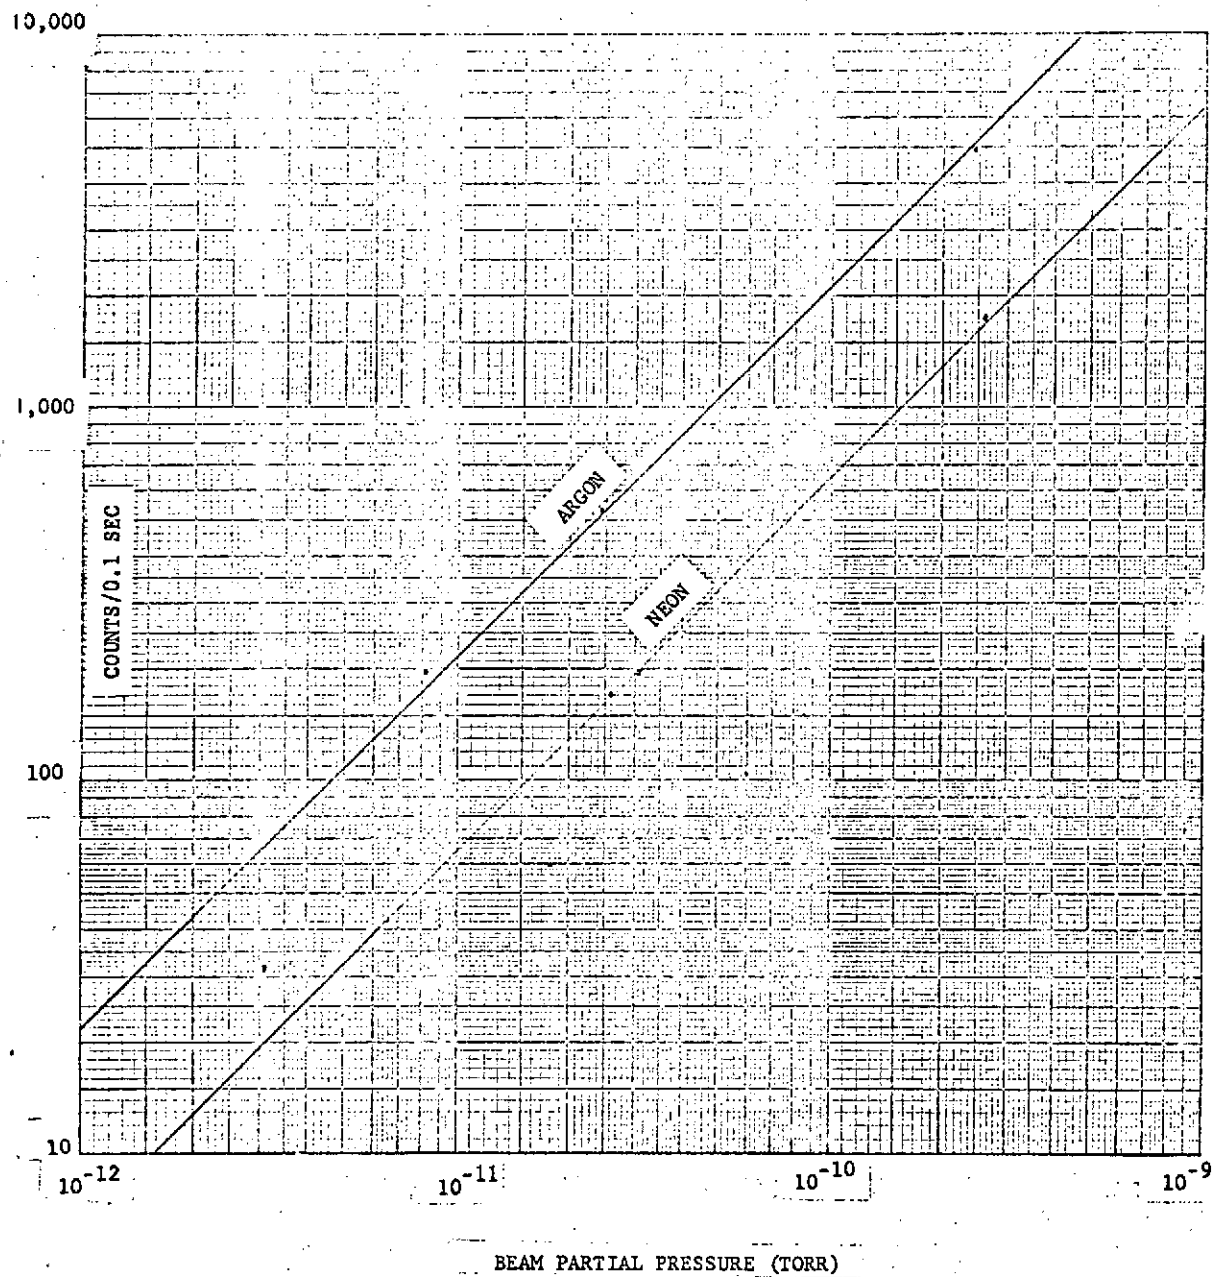 10,000
1,000
100
10
COUNTS/0.1 SEC
ARGON
NEON
10-12
10-11
10-10
10-9
BEAM PARTIAL PRESSURE (TORR)